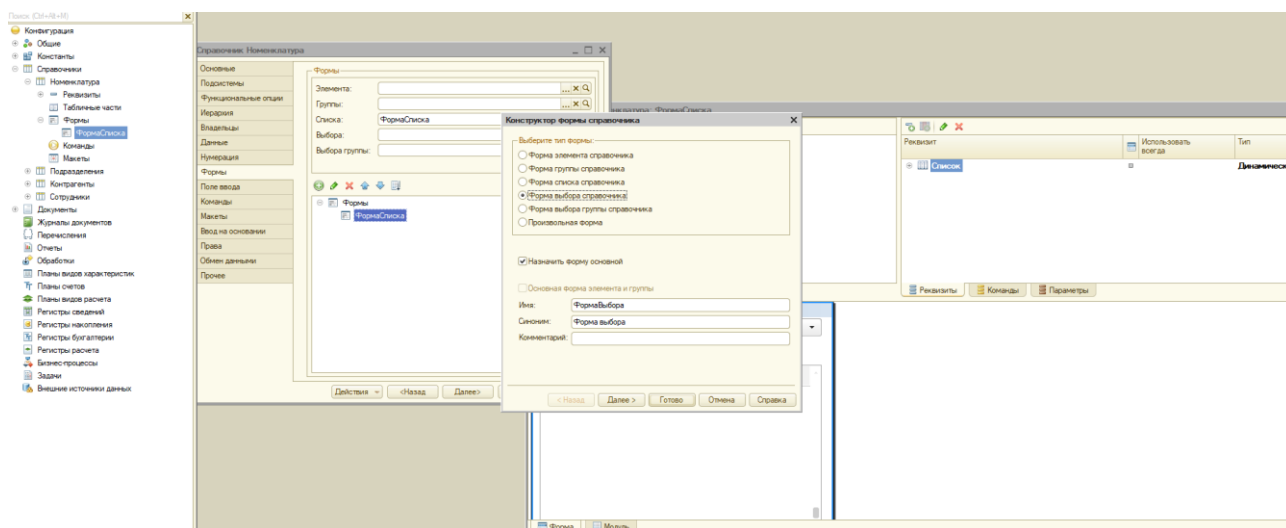 Поиск (Ctrl+Alt+M)
Конфигурация
Общие
Константы
Справочники
Номенклатура
Реквизиты
Табличные части
Формы
ФормаСписка
Команды
Макеты
Подразделения
Контрагенты
Сотрудники
Документы
Журналы документов
Перечисления
Отчеты
Обработки
Планы видов характеристик
Планы счетов
Планы видов расчета
Регистры сведений
Регистры накопления
Регистры бухгалтерии
Регистры расчета
Бизнес-процессы
Задачи
Внешние источники данных
Справочник Номенклатура
Основные
Подсистемы
Функциональные опции
Иерархия
Владельцы
Данные
Нумерация
Формы
Поле ввода
Команды
Макеты
Ввод на основании
Права
Обмен данными
Прочее
Формы
Элемента:
Группы:
Списка: ФормаСписка
Выбора:
Выбора группы:
Формы
ФормаСписка
Действия <Назад Далее>
Конструктор формы справочника
Выберите тип формы:
Форма элемента справочника
Форма группы справочника
Форма списка справочника
Форма выбора справочника
Форма выбора группы справочника
Произвольная форма
Назначить форму основной
Основная форма элемента и группы
Имя: ФормаВыбора
Синоним: Форма выбора
Комментарий:
< Назад Далее > Готово Отмена Справка
Реквизит Использовать всегда Тип
Список Динамическ
Реквизиты Команды Параметры
Форма Модуль